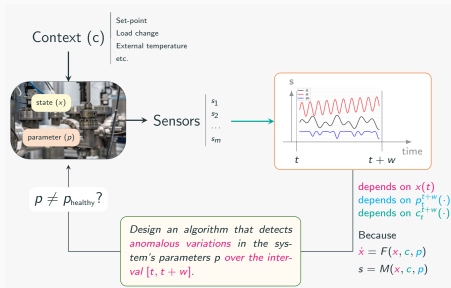 Context (c)
Set-point
Load change
External temperature
etc.
state (x)
parameter (p)
Sensors
s₁
s₂
...
sₘ
s
time
t
t + w
p ≠ p_healthy?
Design an algorithm that detects
anomalous variations in the sys-
tem's parameters p over the inter-
val [t, t + w].
depends on x(t)
depends on p_t^{t+w}(·)
depends on c_t^{t+w}(·)
Because
ẋ = F(x, c, p)
s = M(x, c, p)